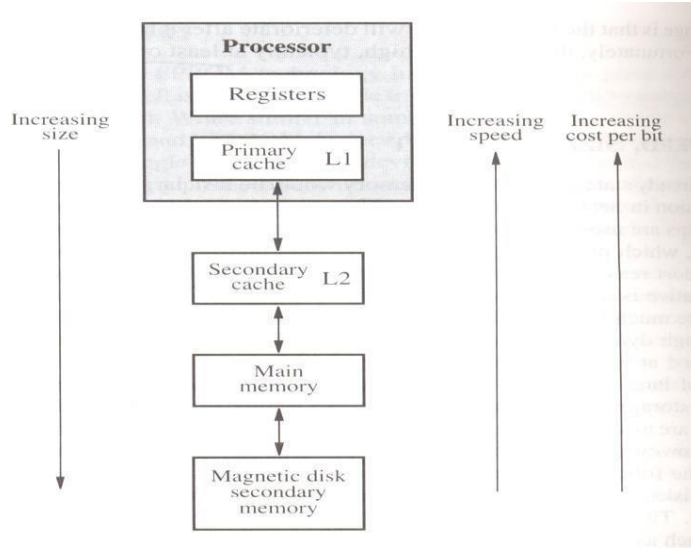 Processor
Registers
Primary
cache L1
Secondary
cache L2
Main
memory
Magnetic disk
secondary
memory
Increasing
size
Increasing
speed
Increasing
cost per bit